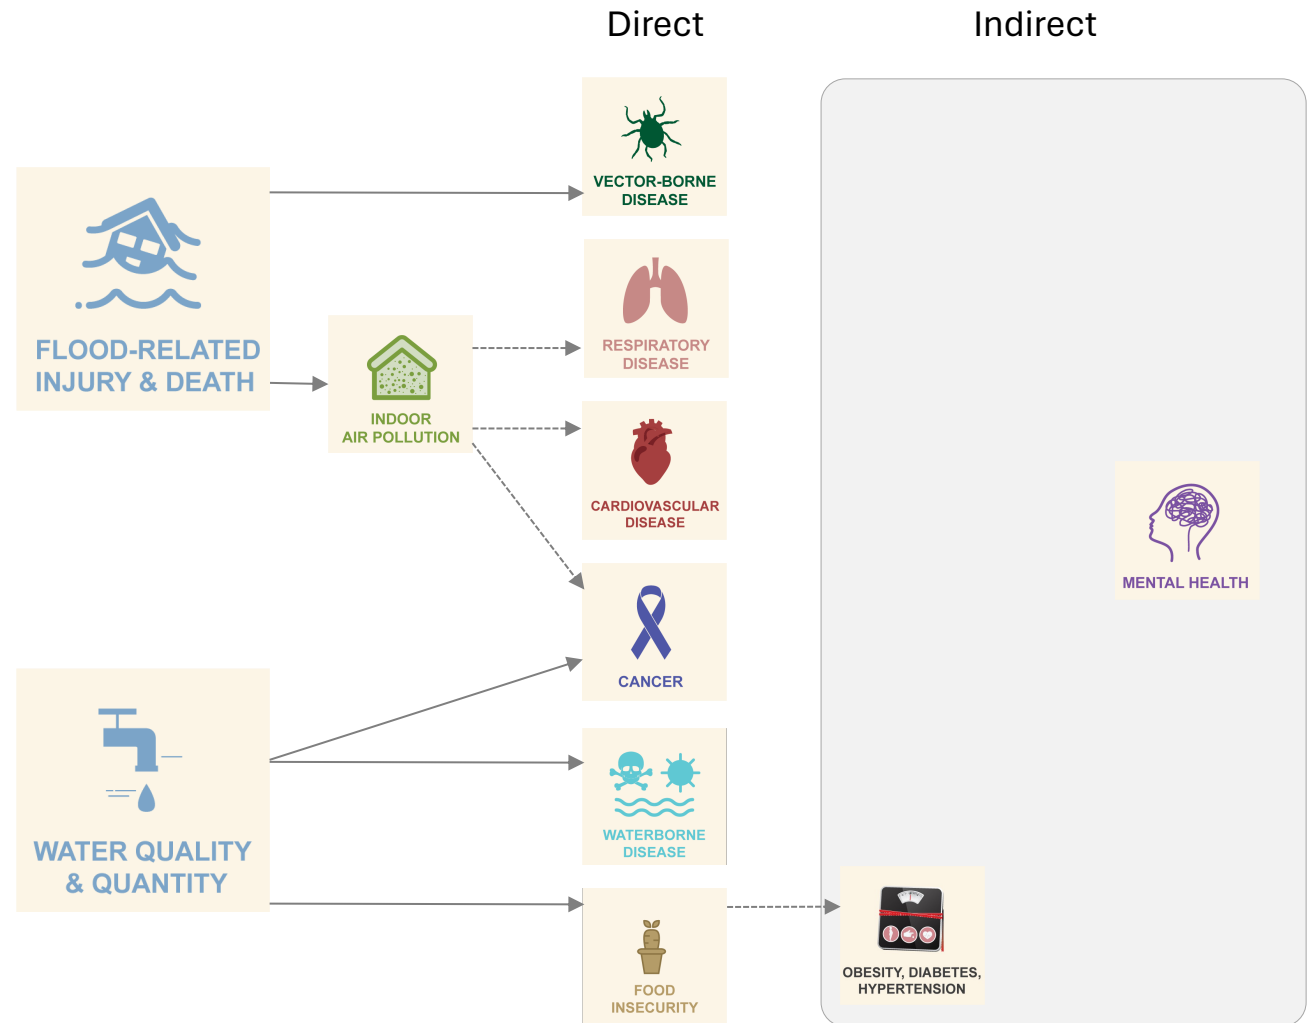 Direct
Indirect
VECTOR-BORNE
DISEASE
FLOOD-RELATED
INJURY & DEATH
RESPIRATORY
DISEASE
INDOOR
AIR POLLUTION
CARDIOVASCULAR
DISEASE
MENTAL HEALTH
CANCER
WATER QUALITY
& QUANTITY
WATERBORNE
DISEASE
FOOD
INSECURITY
OBESITY, DIABETES,
HYPERTENSION